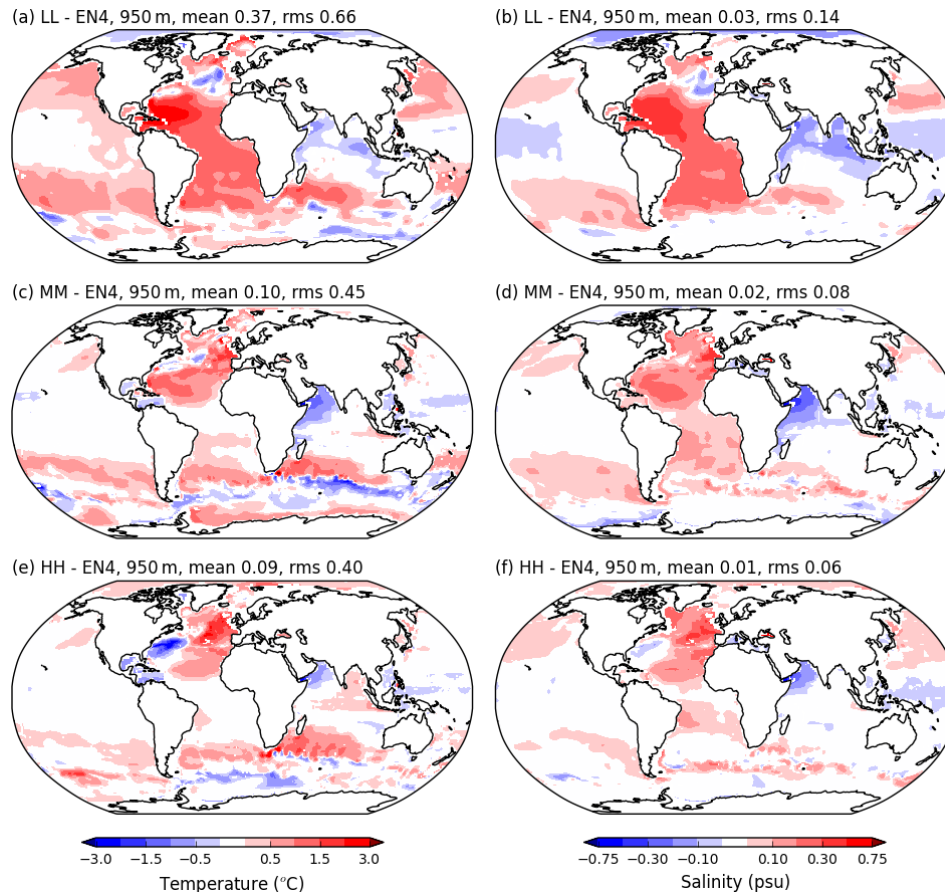 (a) LL - EN4, 950 m, mean 0.37, rms 0.66
(b) LL - EN4, 950 m, mean 0.03, rms 0.14
(c) MM - EN4, 950 m, mean 0.10, rms 0.45
(d) MM - EN4, 950 m, mean 0.02, rms 0.08
(e) HH - EN4, 950 m, mean 0.09, rms 0.40
(f) HH - EN4, 950 m, mean 0.01, rms 0.06
−3.0 −1.5 −0.5 0.5 1.5 3.0
Temperature (°C)
−0.75 −0.30 −0.10 0.10 0.30 0.75
Salinity (psu)